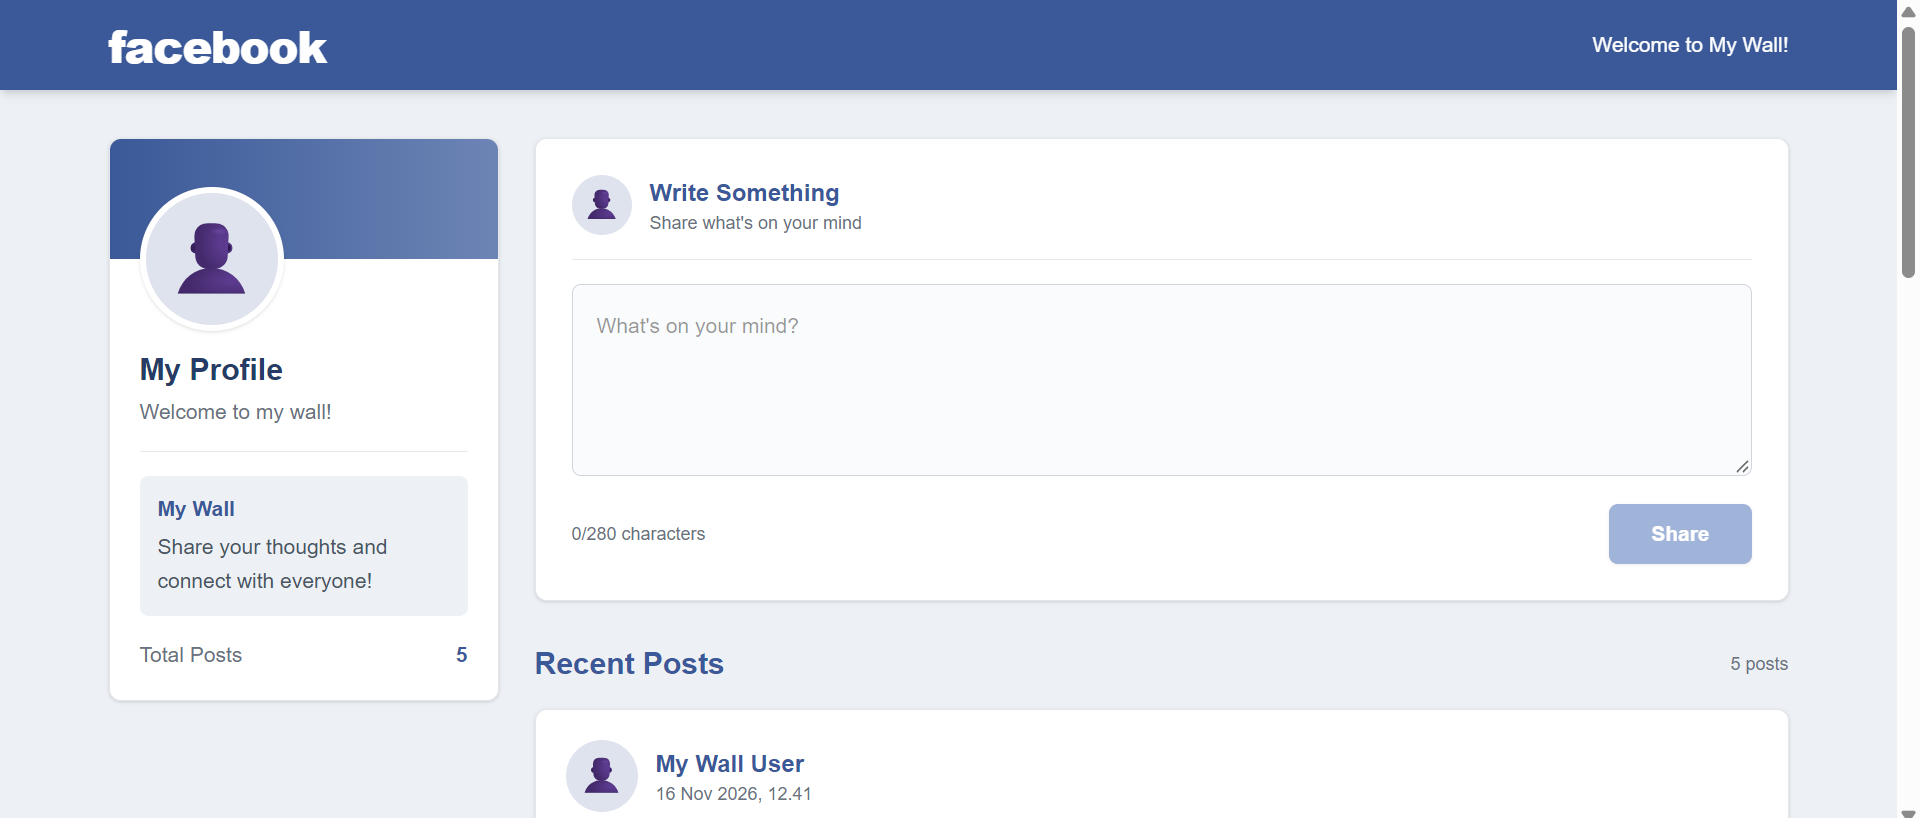 facebook
Welcome to My Wall!
My Profile
Welcome to my wall!
My Wall
Share your thoughts and
connect with everyone!
Total Posts 5
Write Something
Share what's on your mind
What's on your mind?
0/280 characters
Share
Recent Posts
5 posts
My Wall User
16 Nov 2026, 12.41